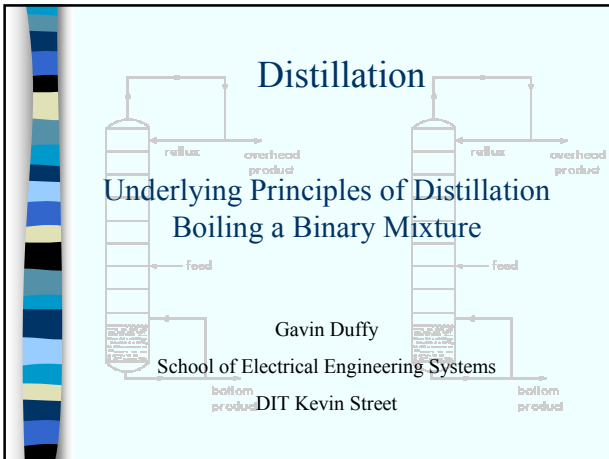 Distillation
reflux
overhead
product
reflux
overhead
product
Underlying Principles of Distillation
Boiling a Binary Mixture
feed
feed
Gavin Duffy
School of Electrical Engineering Systems
bottom
product
bottom
product
DIT Kevin Street